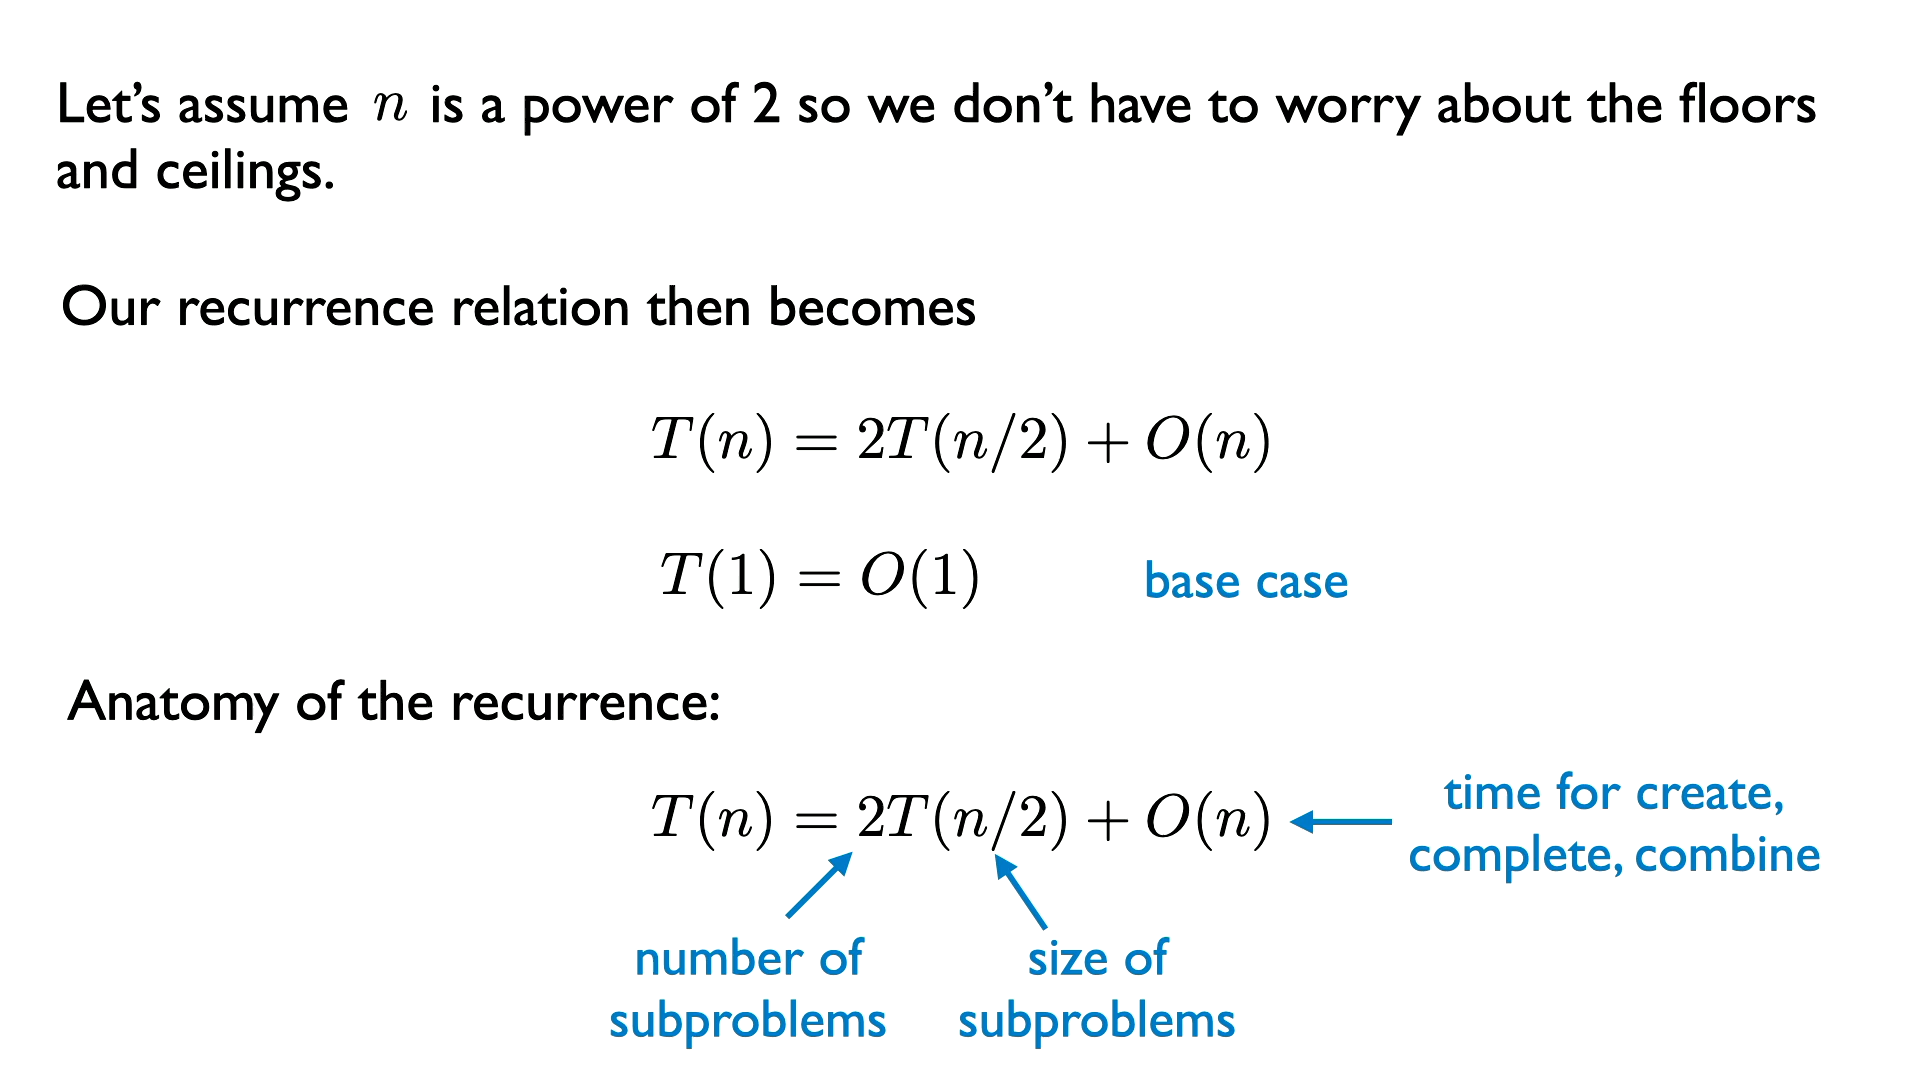 Let's assume n is a power of 2 so we don't have to worry about the floors
and ceilings.
Our recurrence relation then becomes
T(n) = 2T(n/2) + O(n)
T(1) = O(1)
base case
Anatomy of the recurrence:
T(n) = 2T(n/2) + O(n)
time for create,
complete, combine
number of
subproblems
size of
subproblems